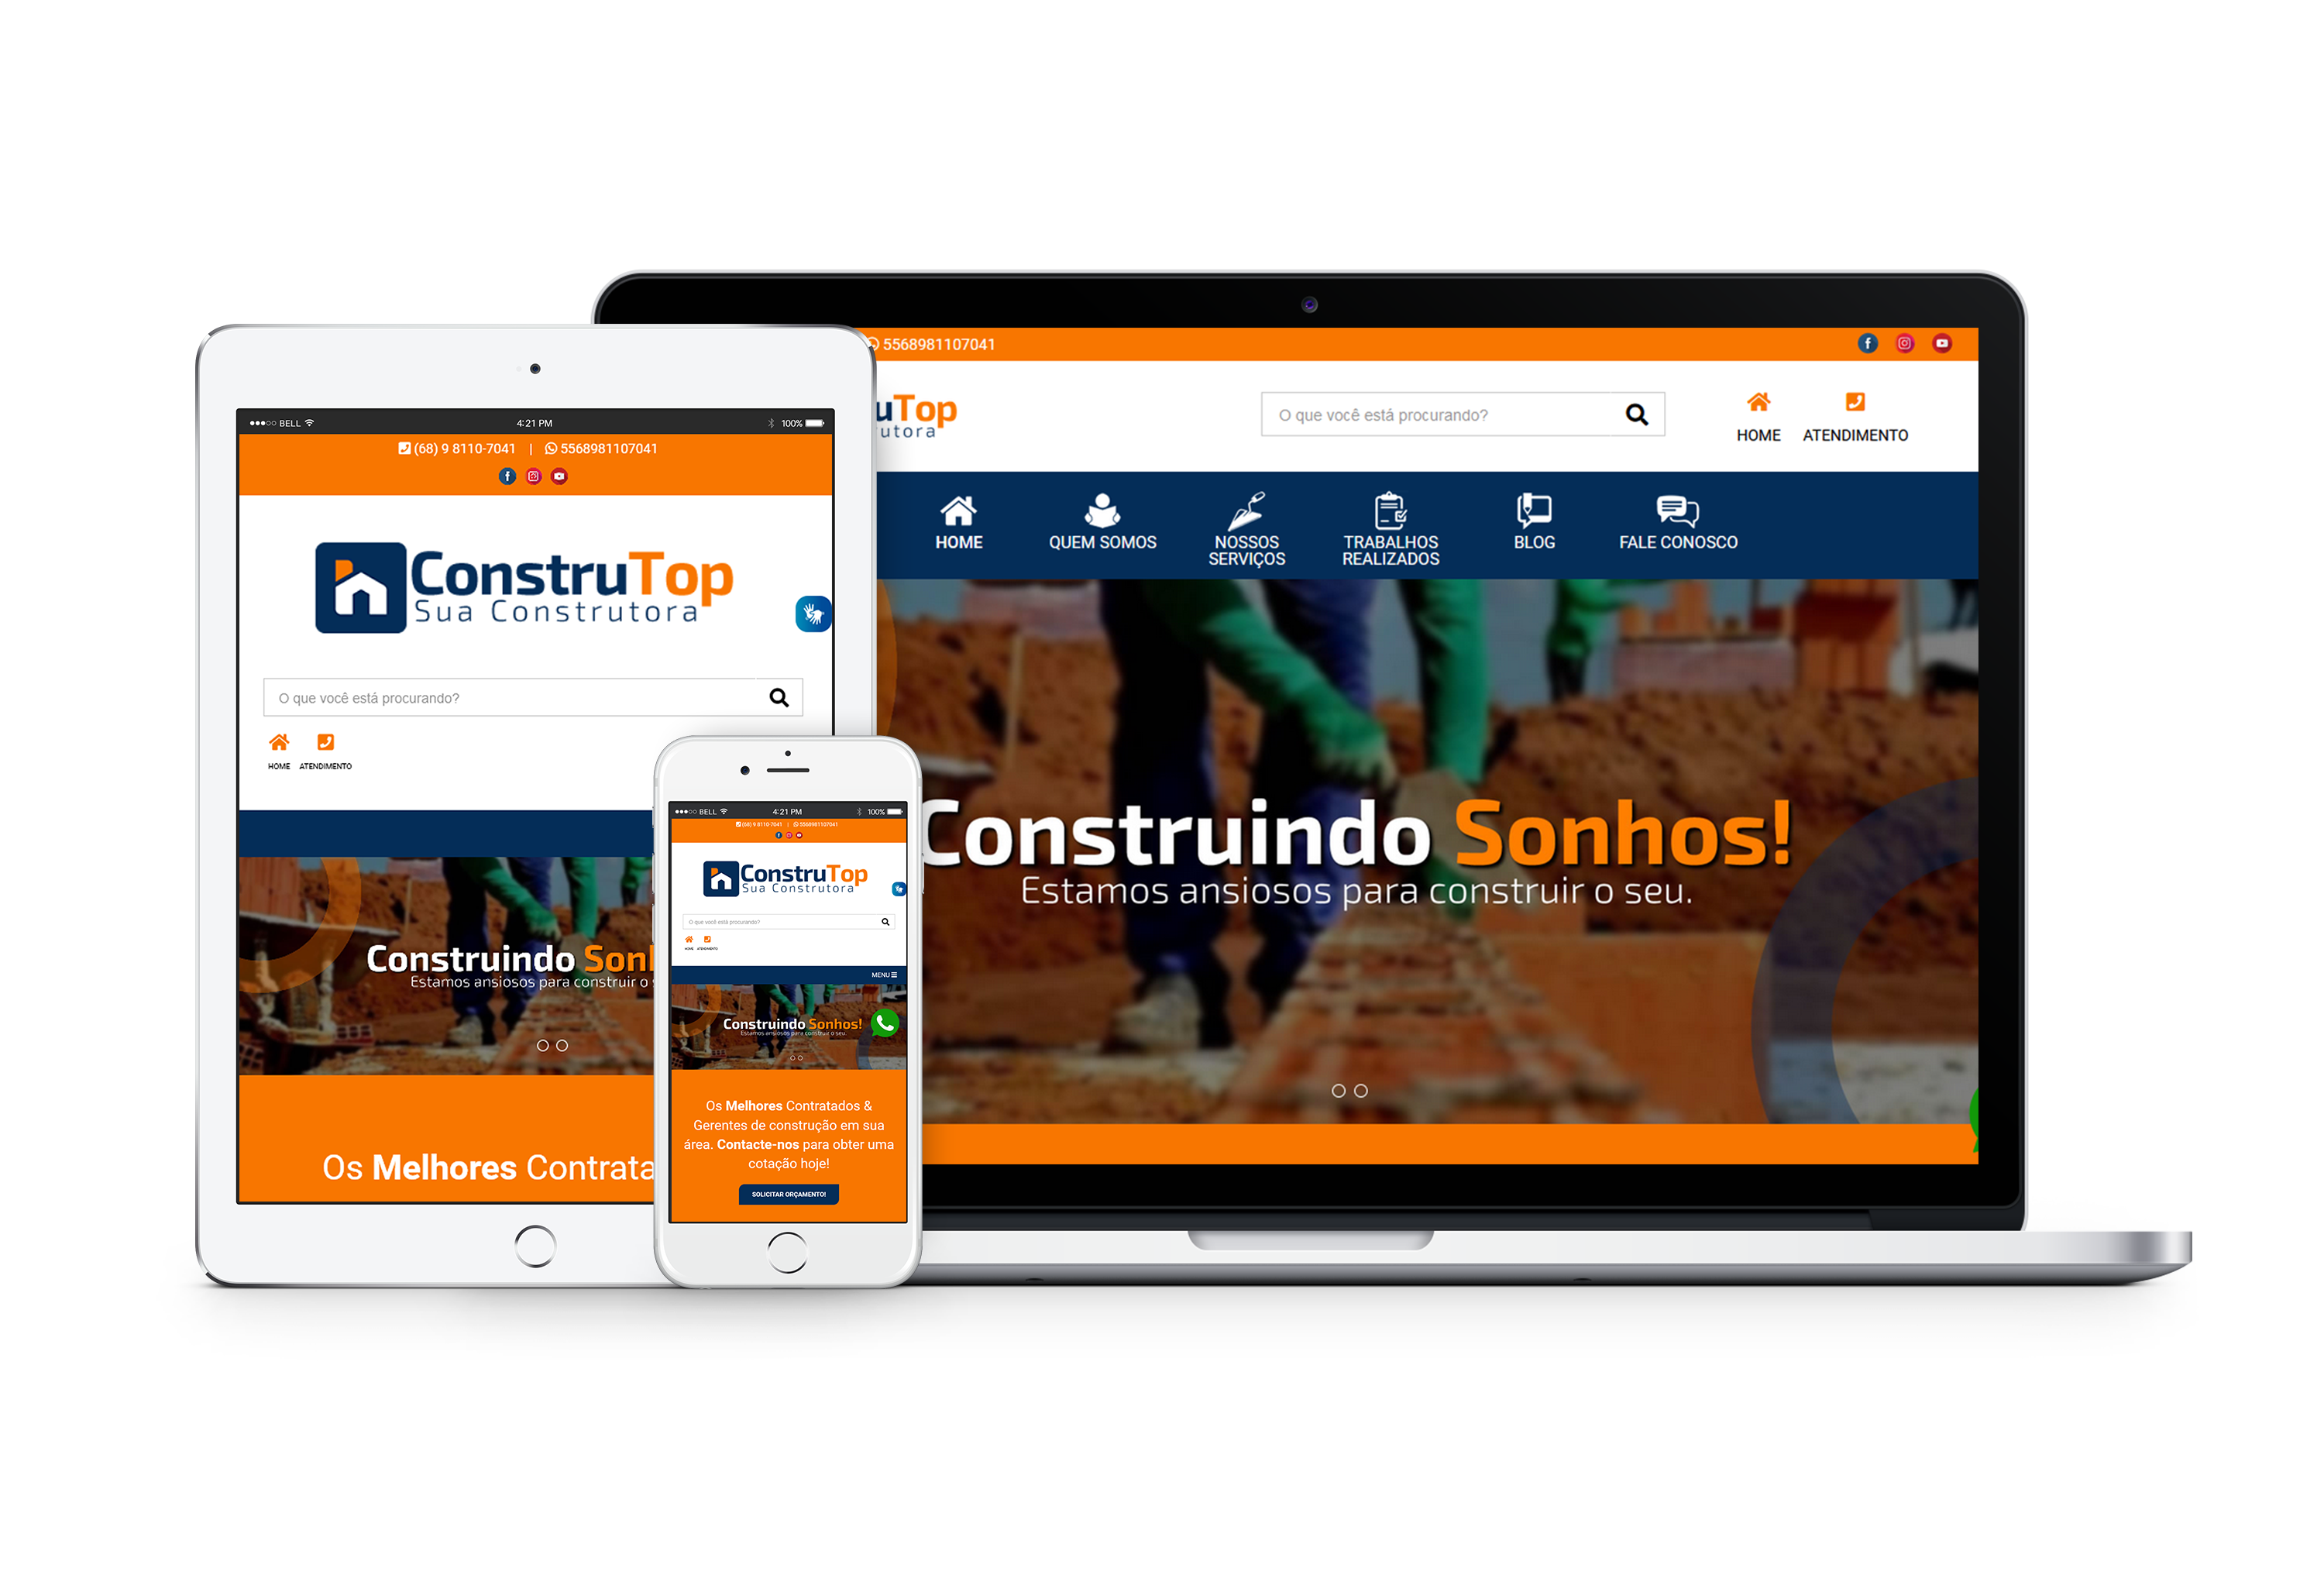 5568981107041
uTop
utora
O que você está procurando?
HOME
ATENDIMENTO
HOME
QUEM SOMOS
NOSSOS
SERVIÇOS
TRABALHOS
REALIZADOS
BLOG
FALE CONOSCO
Construindo Sonhos!
Estamos ansiosos para construir o seu.
BELL
4:21 PM
100%
(68) 9 8110-7041 | 5568981107041
ConstruTop
Sua Construtora
O que você está procurando?
HOME
ATENDIMENTO
Construindo Son
Estamos ansiosos para construir o
Os Melhores Contrata
BELL
4:21 PM
100%
(68) 9 8110-7041 | 5568981107041
ConstruTop
Sua Construtora
O que você está procurando?
HOME
ATENDIMENTO
MENU
Construindo Sonhos!
Estamos ansiosos para construir o seu.
Os Melhores Contratados &
Gerentes de construção em sua
área. Contacte-nos para obter uma
cotação hoje!
SOLICITAR ORÇAMENTO!